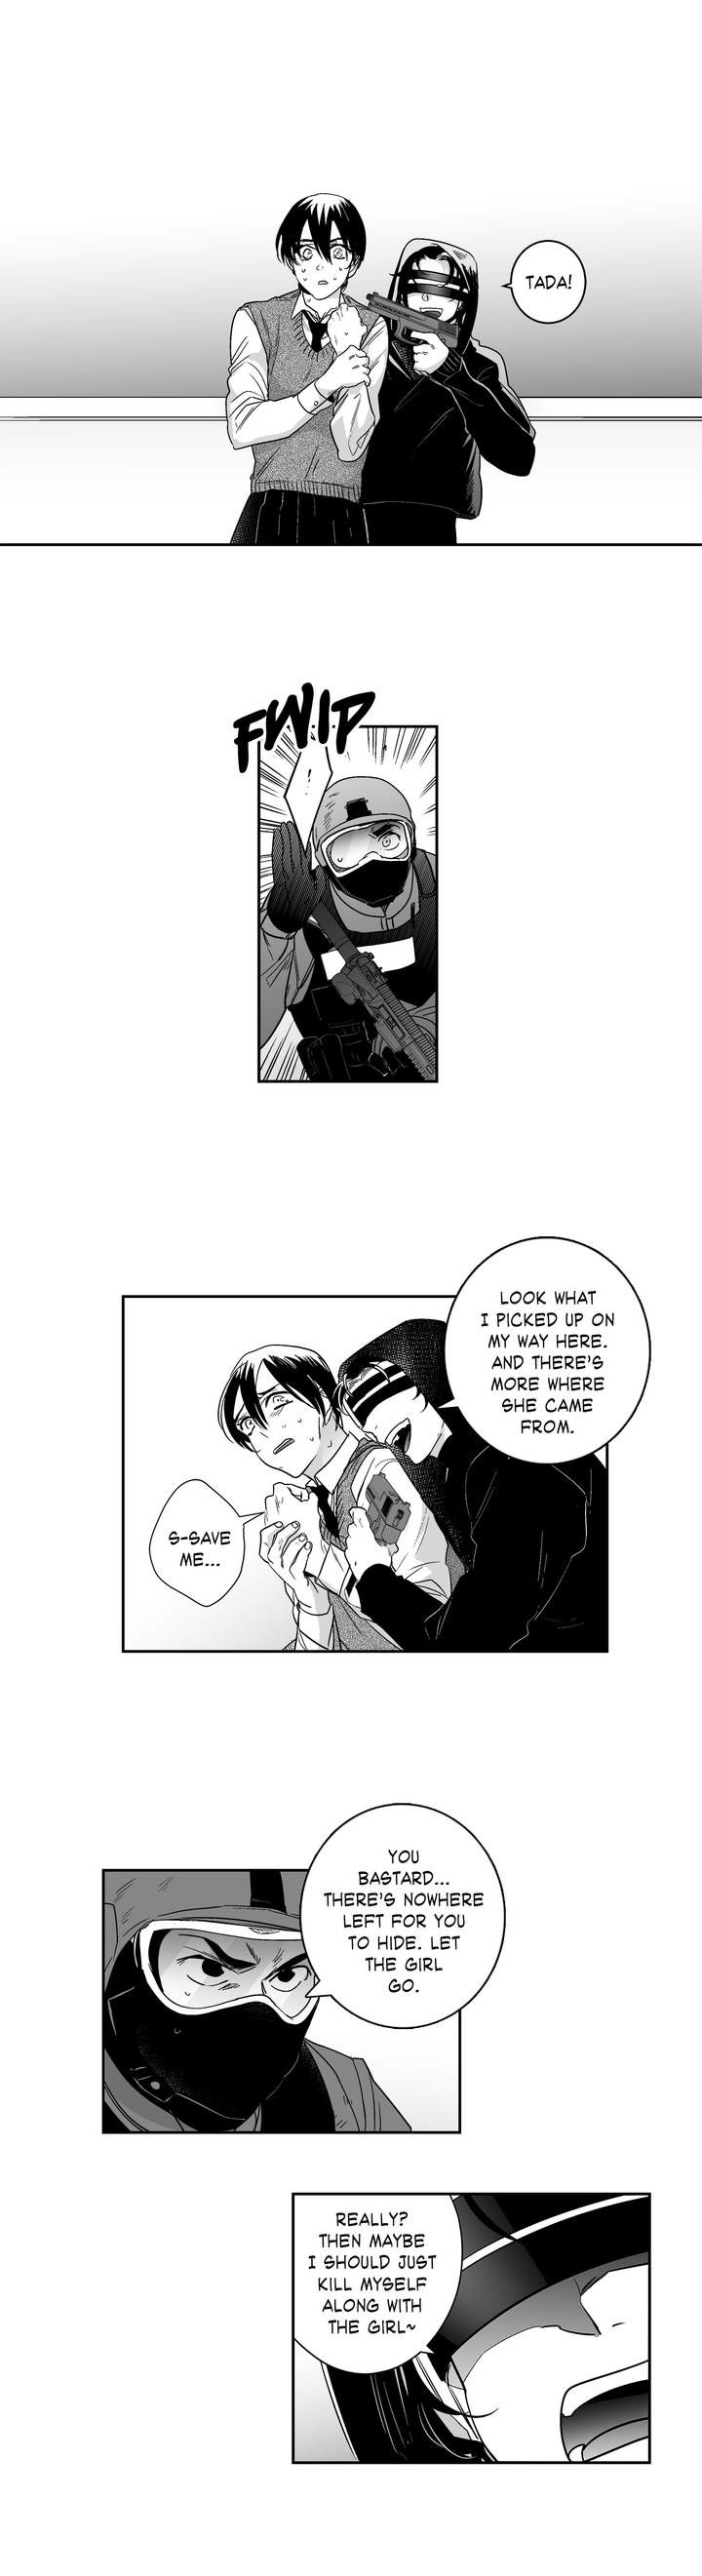 TADA!
FWIP
!
LOOK WHAT
I PICKED UP ON
MY WAY HERE.
AND THERE'S
MORE WHERE
SHE CAME
FROM.
S-SAVE
ME...
YOU
BASTARD...
THERE'S NOWHERE
LEFT FOR YOU
TO HIDE. LET
THE GIRL
GO.
REALLY?
THEN MAYBE
I SHOULD JUST
KILL MYSELF
ALONG WITH
THE GIRL~